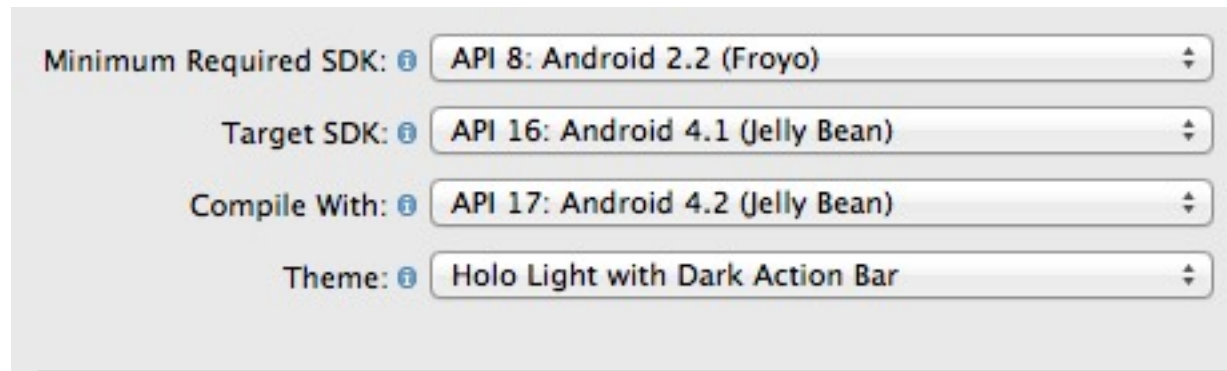 Minimum Required SDK: API 8: Android 2.2 (Froyo)
Target SDK: API 16: Android 4.1 (Jelly Bean)
Compile With: API 17: Android 4.2 (Jelly Bean)
Theme: Holo Light with Dark Action Bar